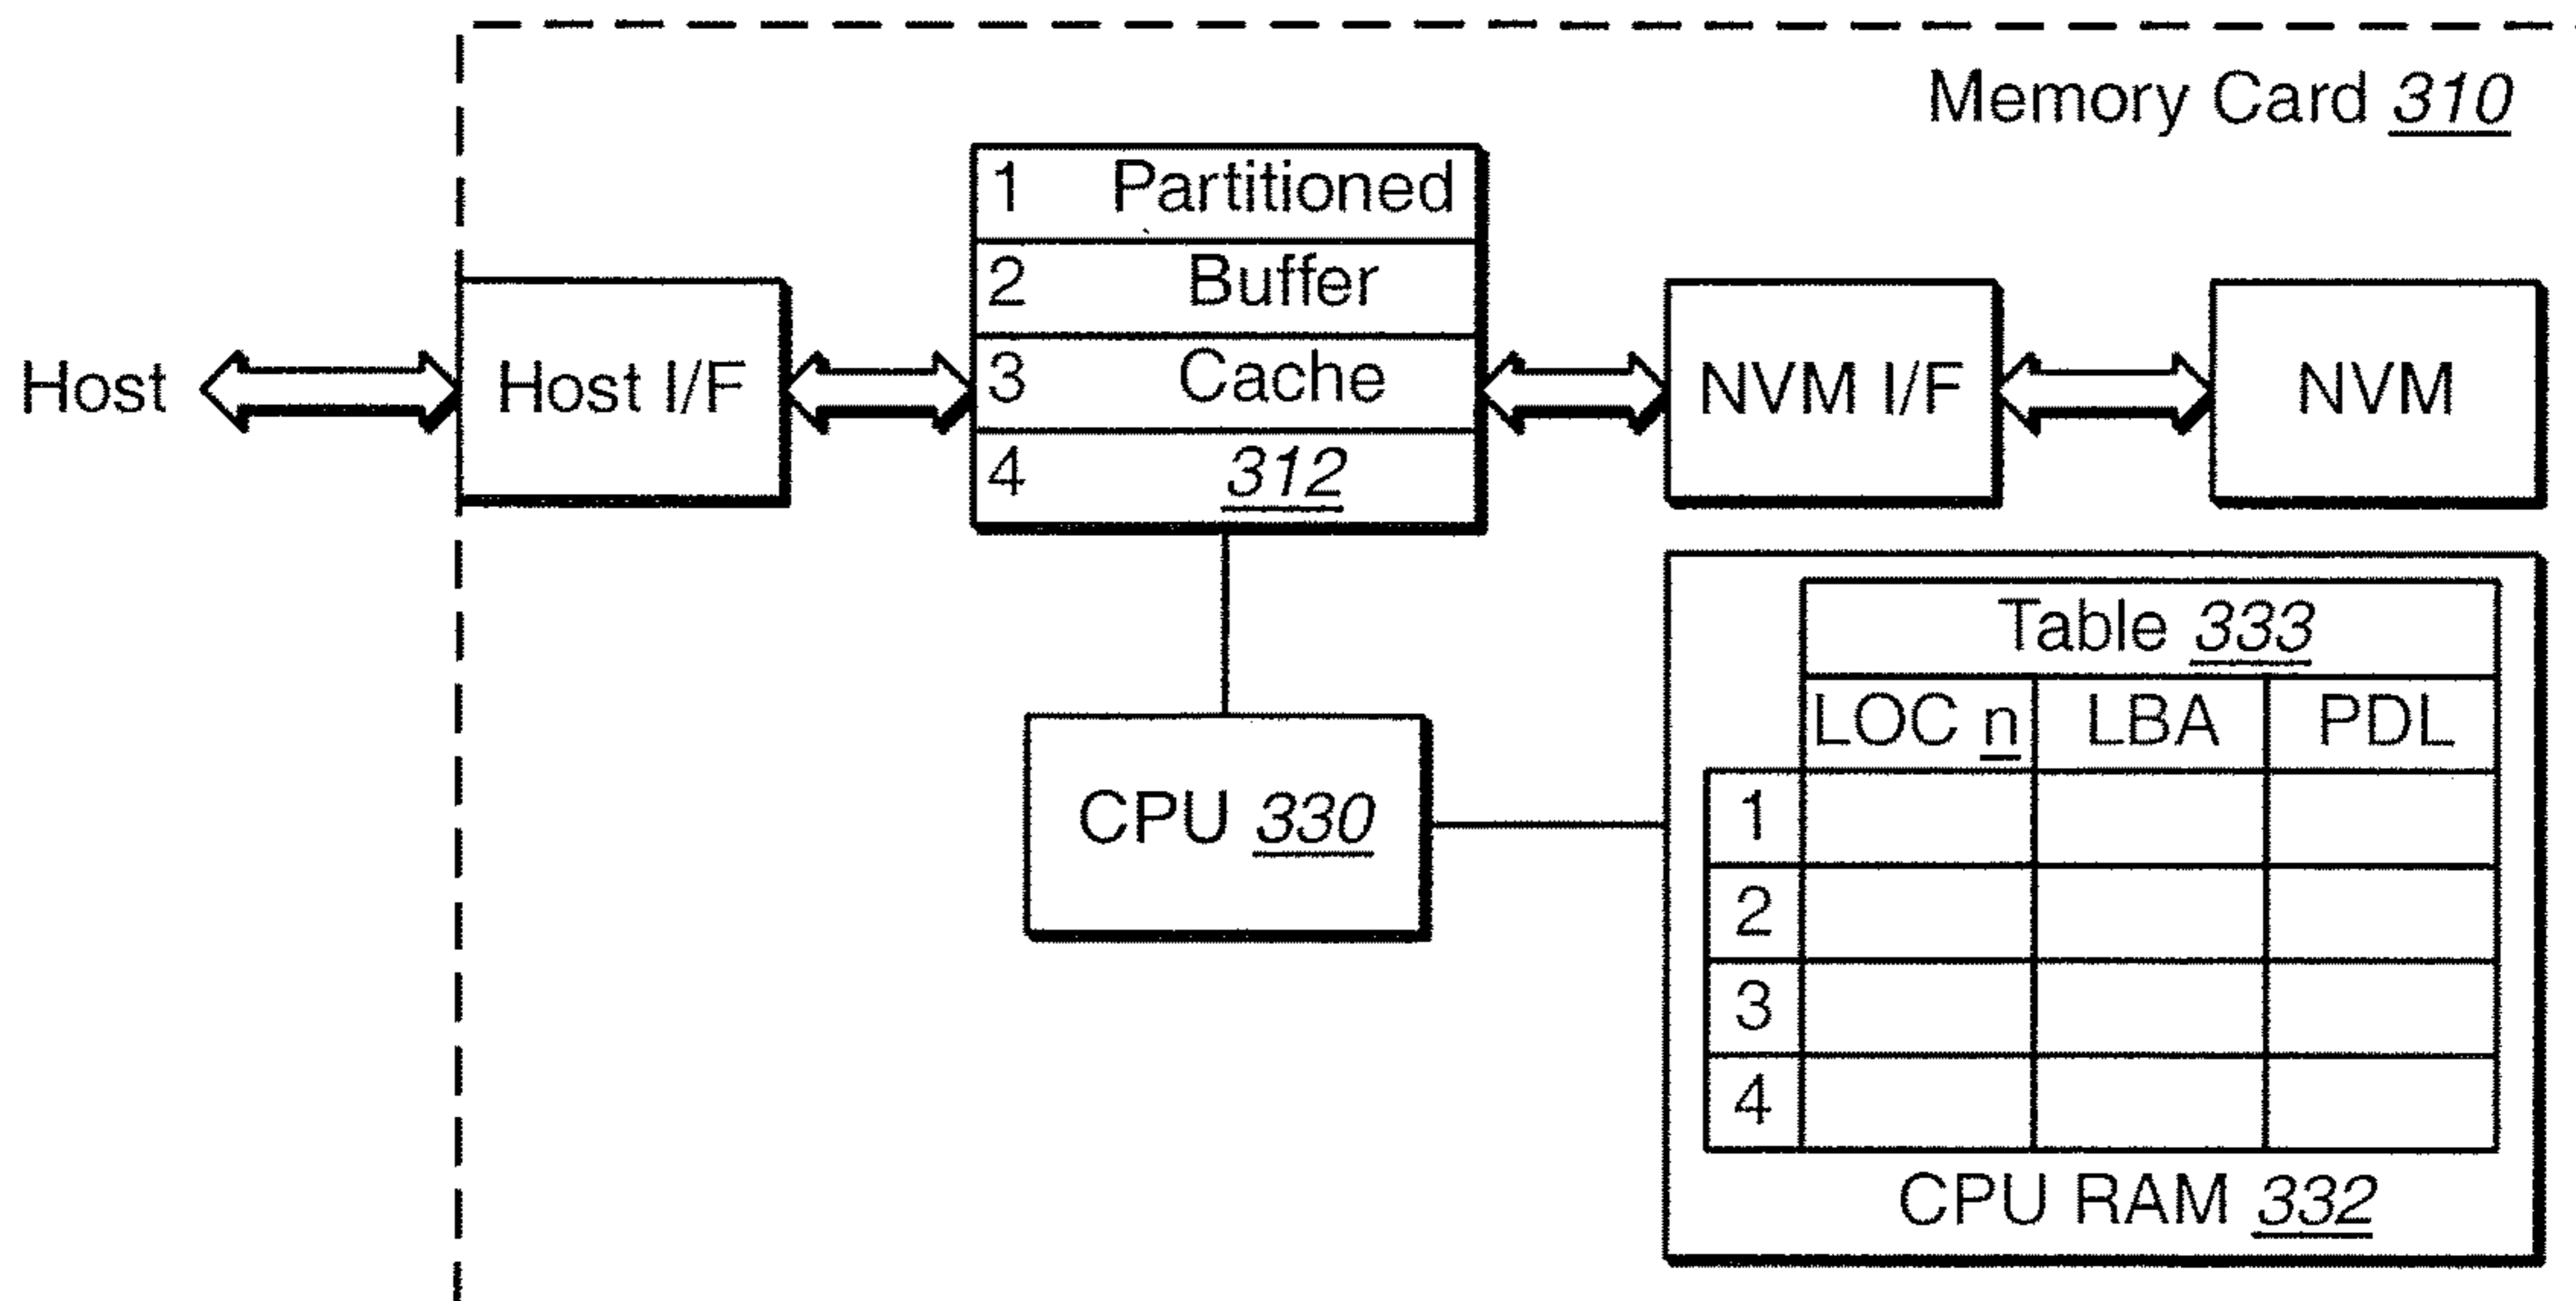 Memory Card 310
1 Partitioned
2 Buffer
3 Cache
4 312
Host
Host I/F
NVM I/F
NVM
CPU 330
Table 333
LOC n LBA PDL
1
2
3
4
CPU RAM 332